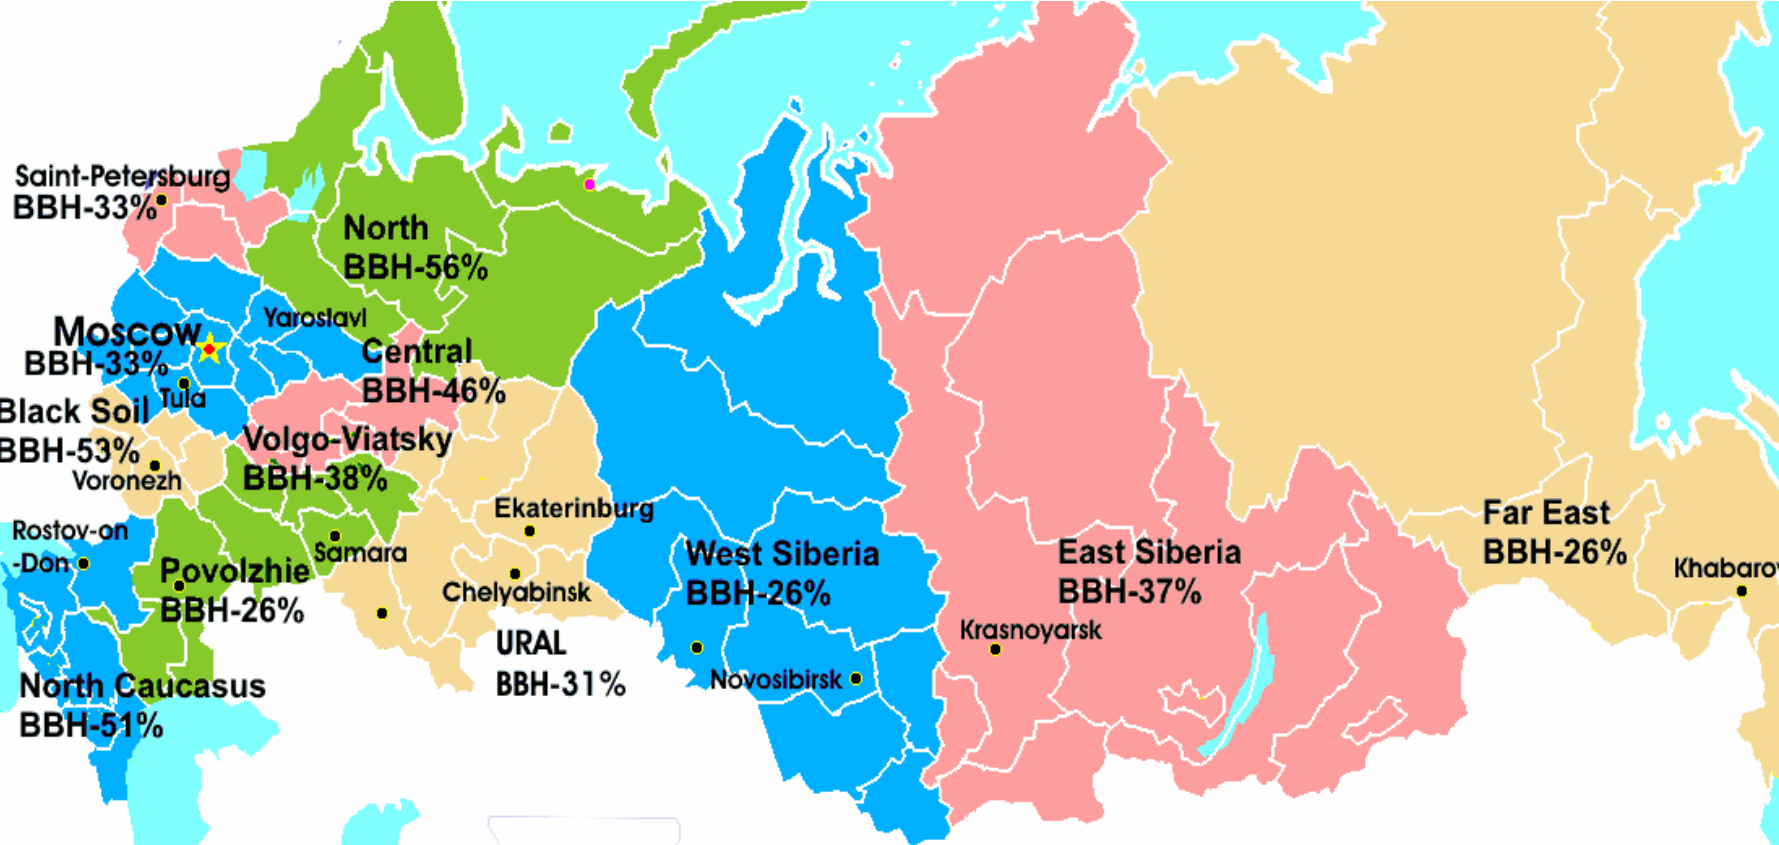 Saint-Petersburg
BBH-33%
North
BBH-56%
Yaroslavl
Moscow
BBH-33%
Central
BBH-46%
Tula
Black Soil
BBH-53%
Voronezh
Volgo-Viatsky
BBH-38%
Ekaterinburg
Rostov-on
-Don
Samara
Povolzhie
BBH-26%
Chelyabinsk
URAL
BBH-31%
North Caucasus
BBH-51%
West Siberia
BBH-26%
Novosibirsk
East Siberia
BBH-37%
Krasnoyarsk
Far East
BBH-26%
Khabarov